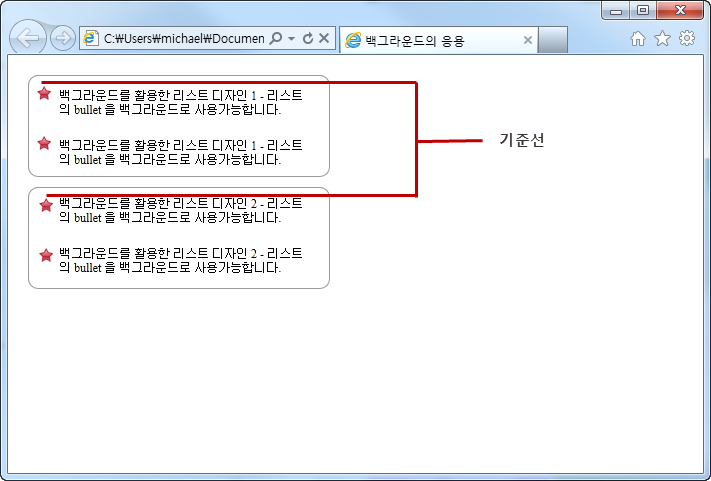 C:￦Users￦michael￦Documen
백그라운드의 응용
백그라운드를 활용한 리스트 디자인 1 - 리스트
의 bullet 을 백그라운드로 사용가능합니다.
백그라운드를 활용한 리스트 디자인 1 - 리스트
의 bullet 을 백그라운드로 사용가능합니다.
기준선
백그라운드를 활용한 리스트 디자인 2 - 리스트
의 bullet 을 백그라운드로 사용가능합니다.
백그라운드를 활용한 리스트 디자인 2 - 리스트
의 bullet 을 백그라운드로 사용가능합니다.